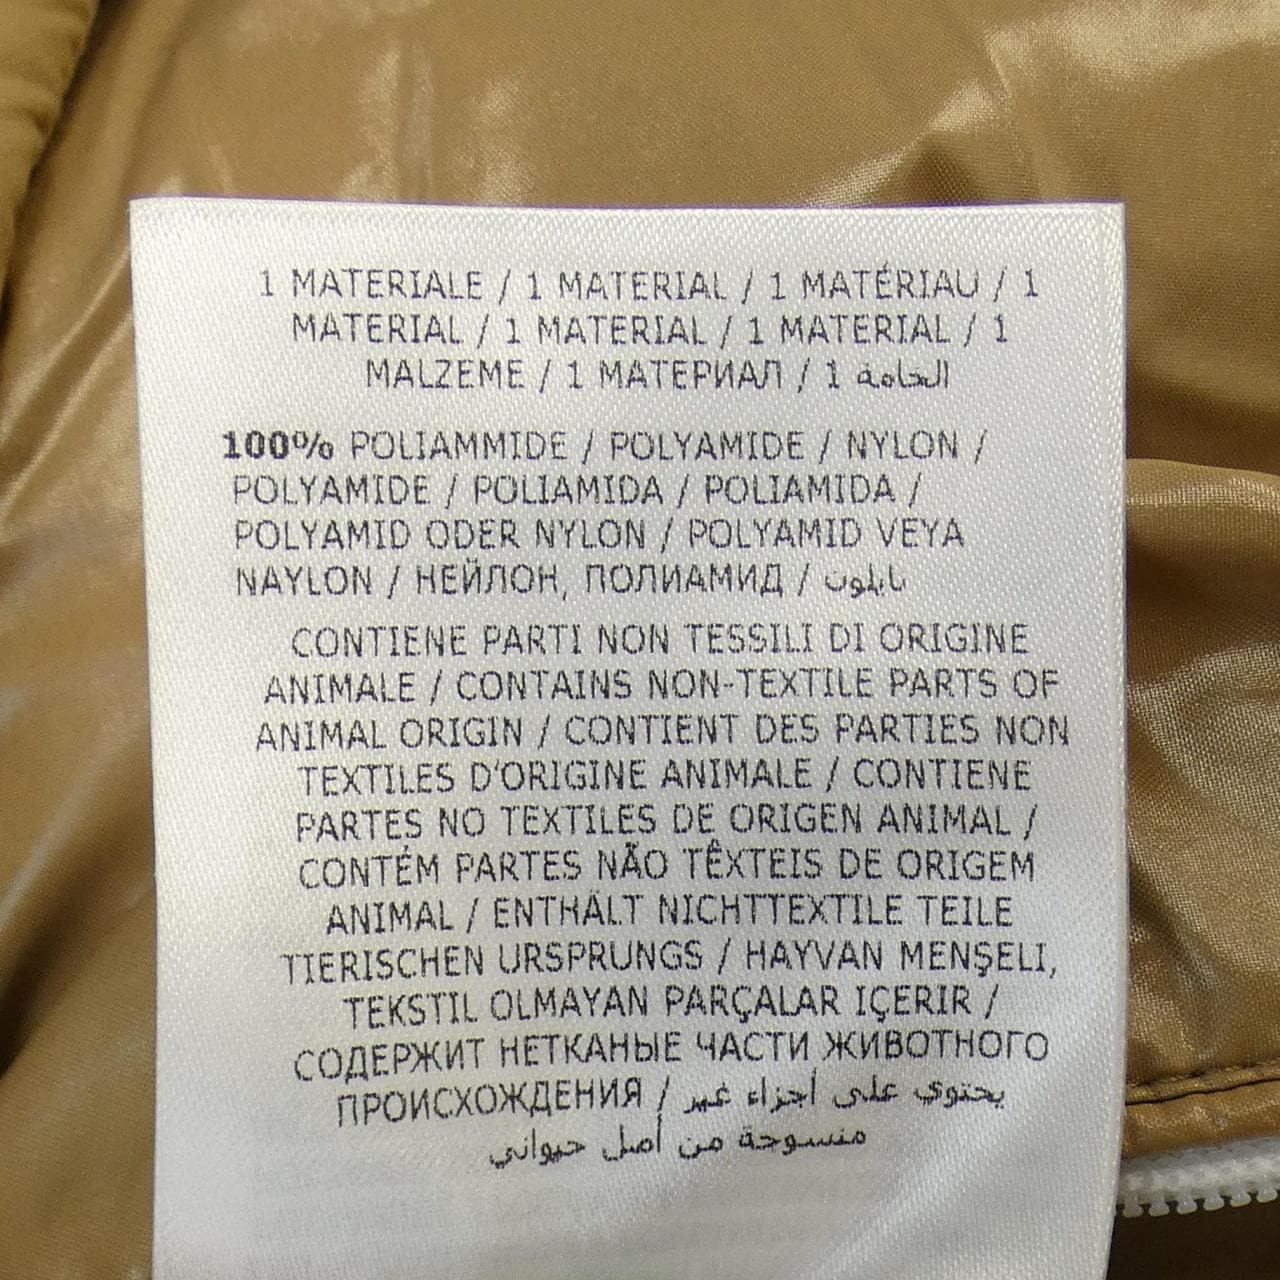 1 MATERIALE / 1 MATERIAL / 1 MATÉRIAU / 1
MATERIAL / 1 MATERIAL / 1 MATERIAL / 1
MALZEME / 1 МАТЕРИАЛ / 1 الخامة
100% POLIAMMIDE / POLYAMIDE / NYLON /
POLYAMIDE / POLIAMIDA / POLIAMIDA /
POLYAMID ODER NYLON / POLYAMID VEYA
NAYLON / НЕЙЛОН, ПОЛИАМИД / نايلون
CONTIENE PARTI NON TESSILI DI ORIGINE
ANIMALE / CONTAINS NON-TEXTILE PARTS OF
ANIMAL ORIGIN / CONTIENT DES PARTIES NON
TEXTILES D'ORIGINE ANIMALE / CONTIENE
PARTES NO TEXTILES DE ORIGEN ANIMAL /
CONTÉM PARTES NÃO TÊXTEIS DE ORIGEM
ANIMAL / ENTHÄLT NICHTTEXTILE TEILE
TIERISCHEN URSPRUNGS / HAYVAN MENŞELI,
TEKSTIL OLMAYAN PARÇALAR IÇERIR /
СОДЕРЖИТ НЕТКАНЫЕ ЧАСТИ ЖИВОТНОГО
ПРОИСХОЖДЕНИЯ / يحتوي على أجزاء غير
منسوجة من أصل حيواني